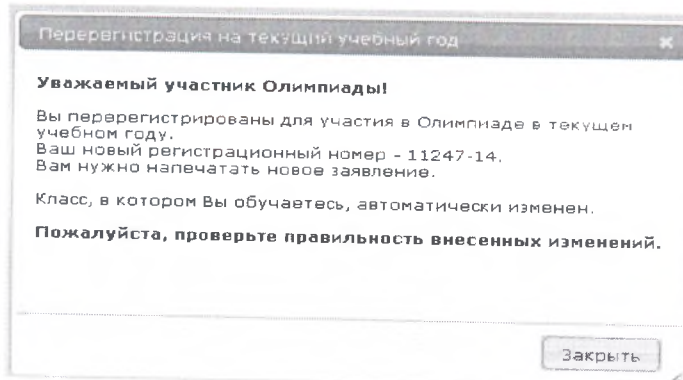 Перерегистрация на текущий учебный год
Уважаемый участник Олимпиады!
Вы перерегистрированы для участия в Олимпиаде в текущем
учебном году.
Ваш новый регистрационный номер - 11247-14.
Вам нужно напечатать новое заявление.
Класс, в котором Вы обучаетесь, автоматически изменен.
Пожалуйста, проверьте правильность внесенных изменений.
Закрыть